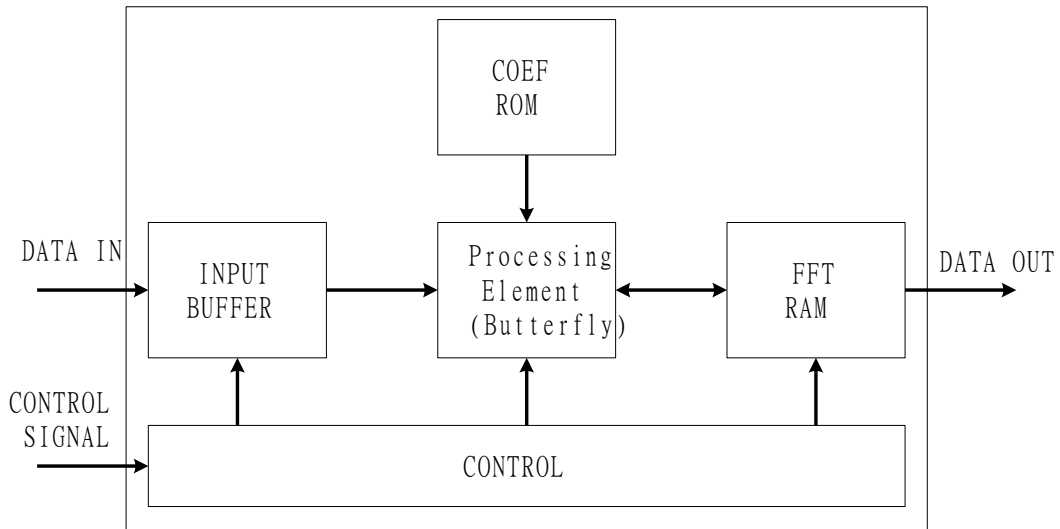 COEF
ROM
DATA IN
INPUT
BUFFER
Processing
Element
(Butterfly)
FFT
RAM
DATA OUT
CONTROL
SIGNAL
CONTROL